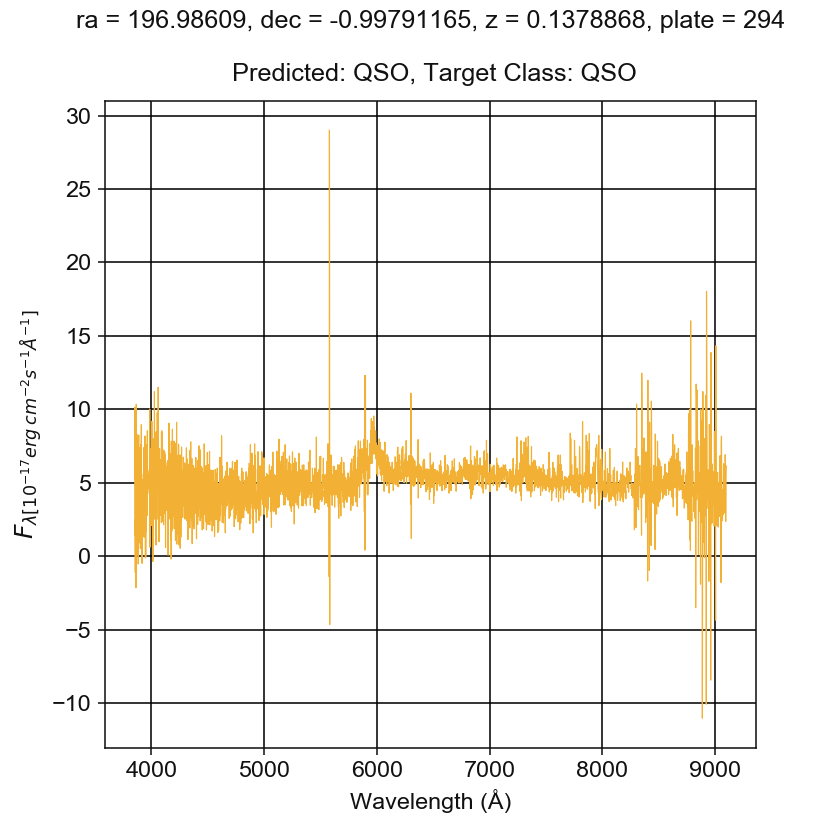 ra = 196.98609, dec = -0.99791165, z = 0.1378868, plate = 294
Predicted: QSO, Target Class: QSO
30
25
20
15
10
5
0
−5
−10
F_{λ[10^{−17} erg cm^{−2} s^{−1} Å^{−1}]}
4000 5000 6000 7000 8000 9000
Wavelength (Å)